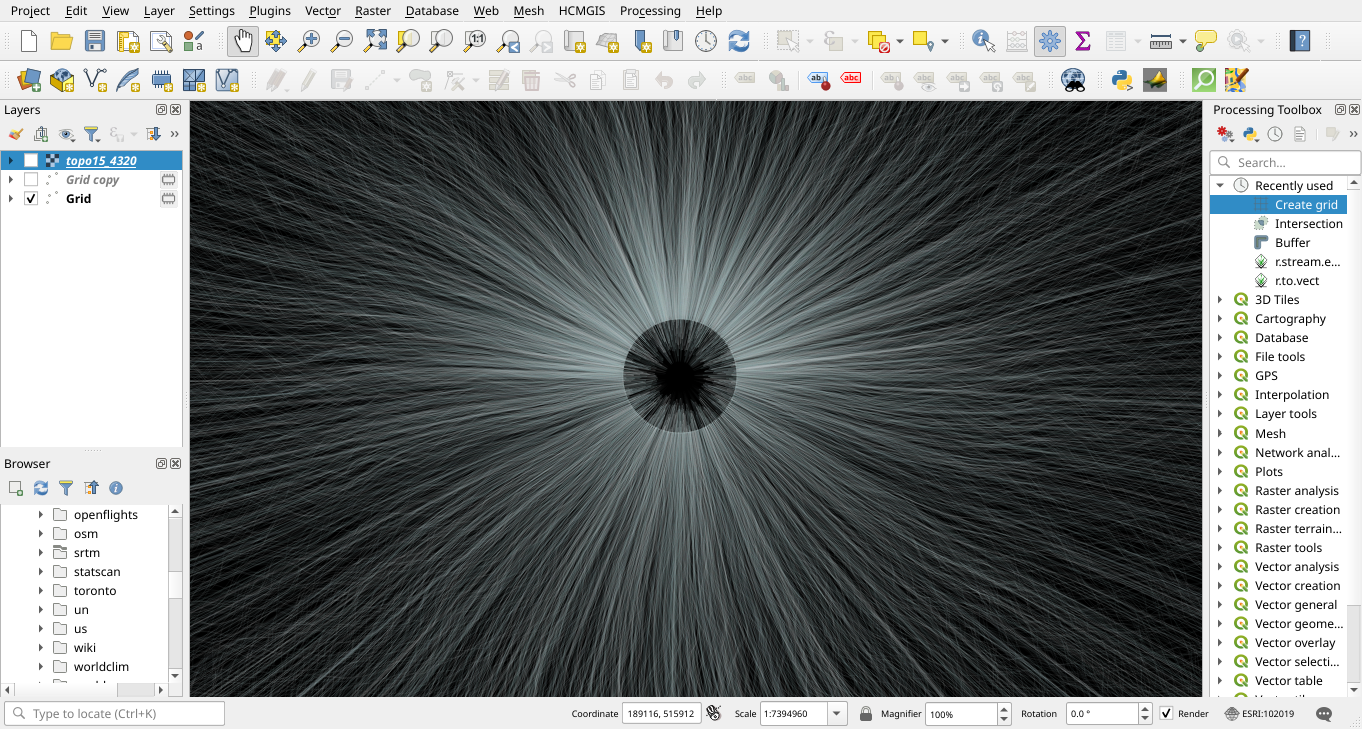 Project Edit View Layer Settings Plugins Vector Raster Database Web Mesh HCMGIS Processing Help
1:1
abc ab abc
Layers
topo15_4320
Grid copy
Grid
Browser
openflights
osm
srtm
statscan
toronto
un
us
wiki
worldclim
Processing Toolbox
Search...
Recently used
Create grid
Intersection
Buffer
r.stream.e...
r.to.vect
3D Tiles
Cartography
Database
File tools
GPS
Interpolation
Layer tools
Mesh
Network anal...
Plots
Raster analysis
Raster creation
Raster terrain...
Raster tools
Vector analysis
Vector creation
Vector general
Vector geome...
Vector overlay
Vector selecti...
Vector table
Type to locate (Ctrl+K) Coordinate 189116, 515912 Scale 1:7394960 Magnifier 100% Rotation 0.0 ° Render ESRI:102019